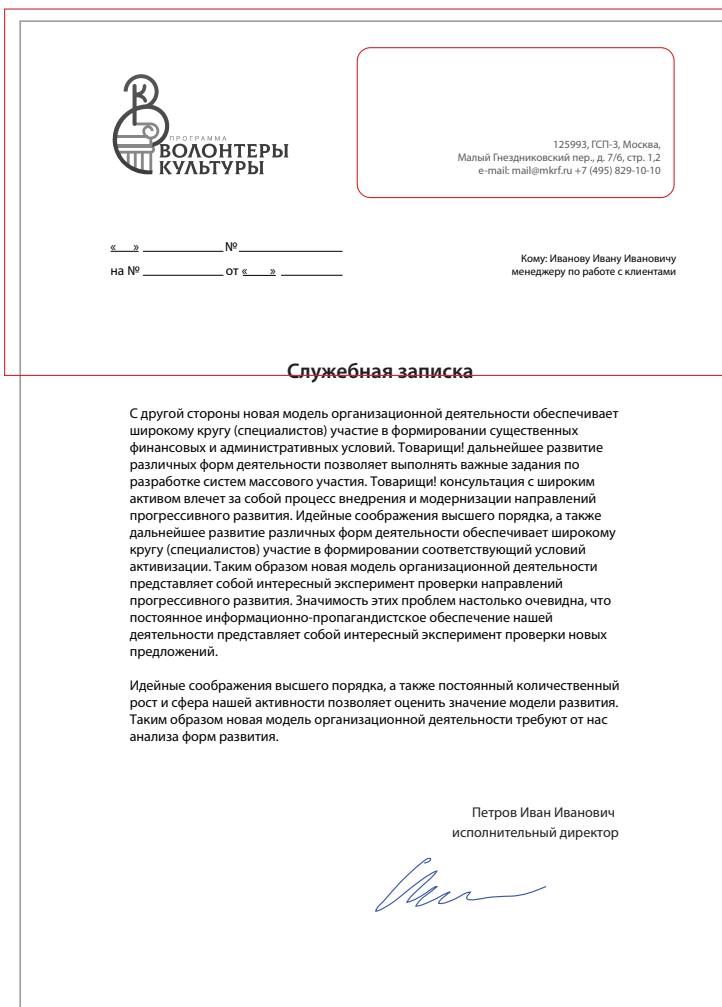 ПРОГРАММА
ВОЛОНТЕРЫ
КУЛЬТУРЫ
125993, ГСП-3, Москва,
Малый Гнездниковский пер., д. 7/6, стр. 1,2
e-mail: mail@mkrf.ru +7 (495) 829-10-10
«___» ____________ № _______________
на № ____________ от «____» _________
Кому: Иванову Ивану Ивановичу
менеджеру по работе с клиентами
Служебная записка
С другой стороны новая модель организационной деятельности обеспечивает
широкому кругу (специалистов) участие в формировании существенных
финансовых и административных условий. Товарищи! дальнейшее развитие
различных форм деятельности позволяет выполнять важные задания по
разработке систем массового участия. Товарищи! консультация с широким
активом влечет за собой процесс внедрения и модернизации направлений
прогрессивного развития. Идейные соображения высшего порядка, а также
дальнейшее развитие различных форм деятельности обеспечивает широкому
кругу (специалистов) участие в формировании соответствующий условий
активизации. Таким образом новая модель организационной деятельности
представляет собой интересный эксперимент проверки направлений
прогрессивного развития. Значимость этих проблем настолько очевидна, что
постоянное информационно-пропагандистское обеспечение нашей
деятельности представляет собой интересный эксперимент проверки новых
предложений.
Идейные соображения высшего порядка, а также постоянный количественный
рост и сфера нашей активности позволяет оценить значение модели развития.
Таким образом новая модель организационной деятельности требуют от нас
анализа форм развития.
Петров Иван Иванович
исполнительный директор